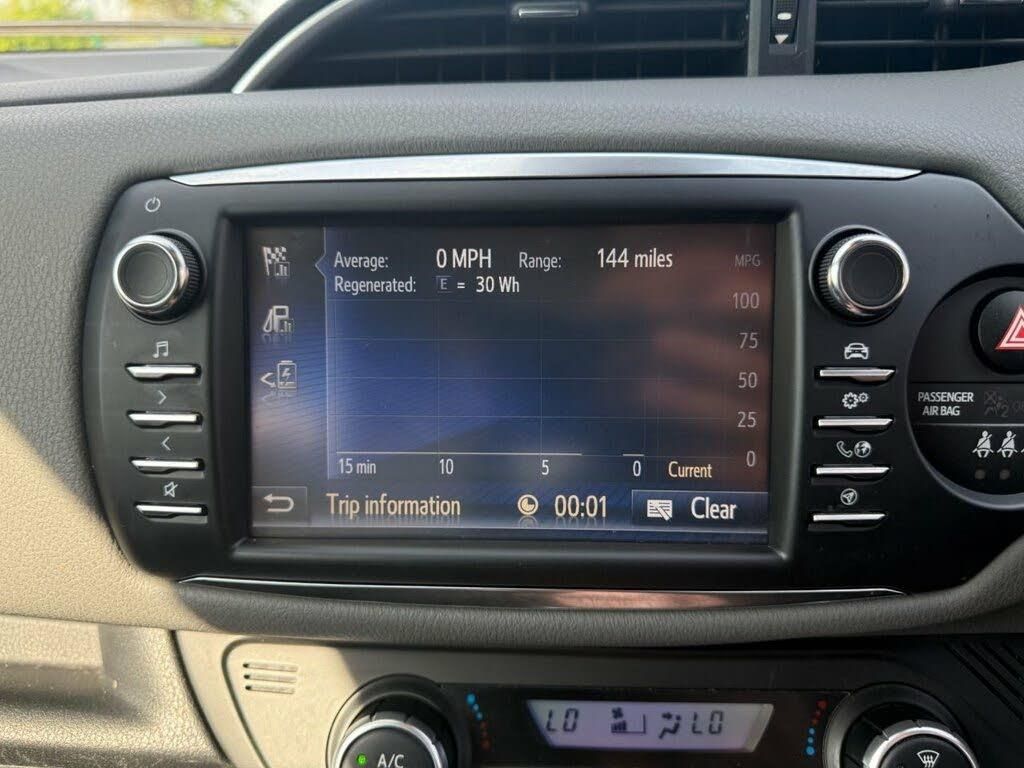 Average: 0 MPH Range: 144 miles MPG
Regenerated: E = 30 Wh
100
75
50
25
0
15 min 10 5 0 Current
Trip information 00:01 Clear
PASSENGER
AIR BAG
2
LO LO
A/C